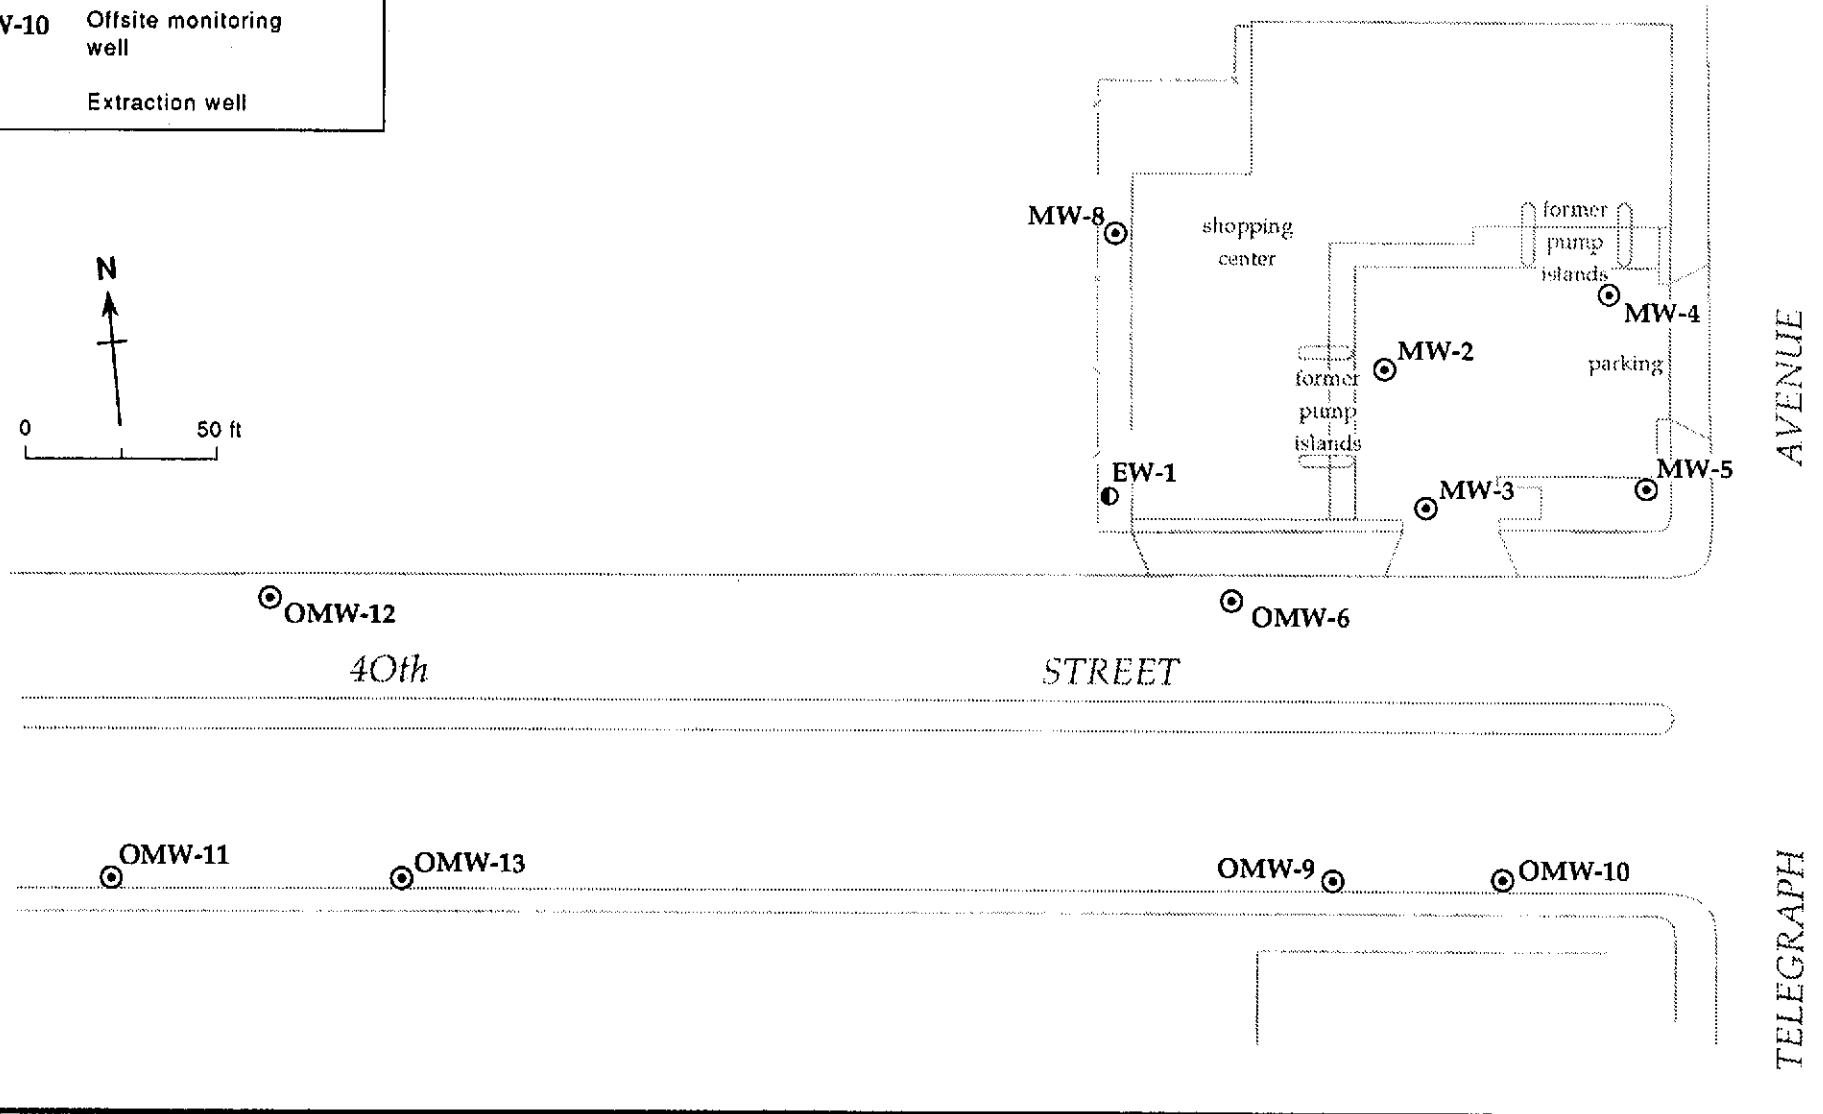 Offsite monitoring
well
Extraction well
N
0 50 ft
MW-8
shopping
center
former
pump
islands
MW-4
MW-2
parking
former
pump
islands
EW-1
MW-3
MW-5
OMW-12
OMW-6
40th STREET
OMW-11
OMW-13
OMW-9
OMW-10
TELEGRAPH AVENUE